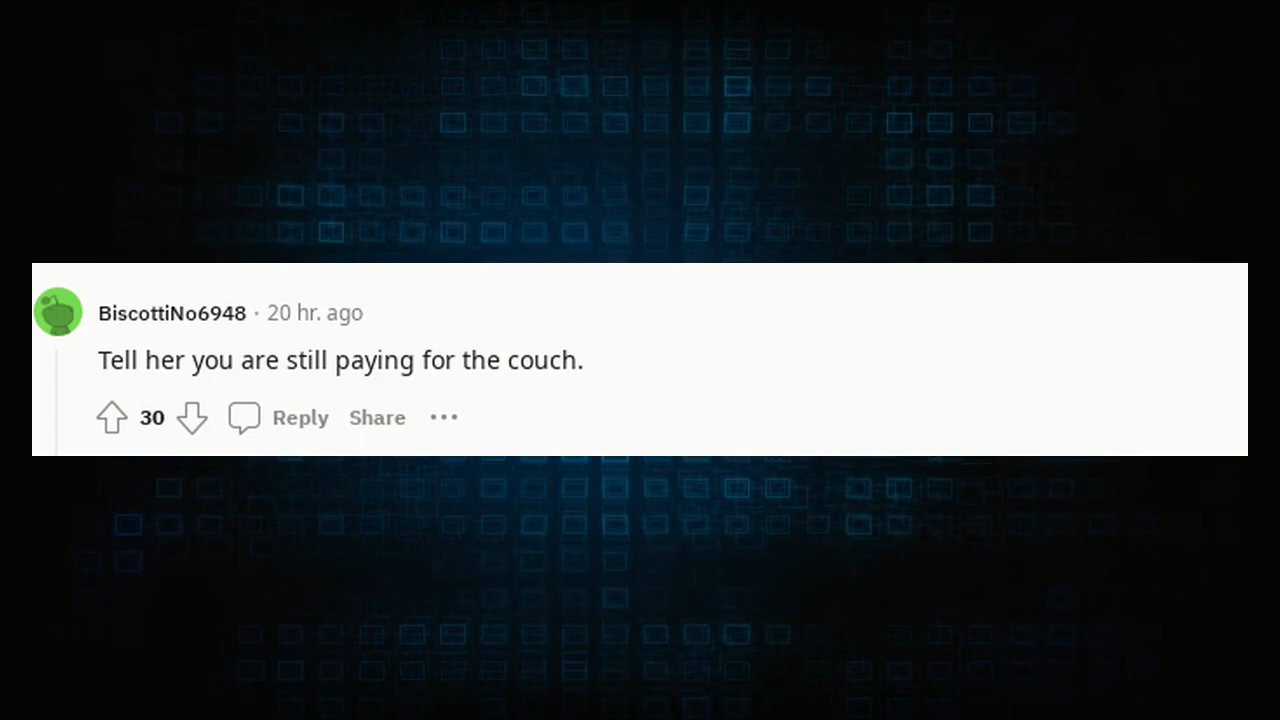 BiscottiNo6948 · 20 hr. ago
Tell her you are still paying for the couch.
30 Reply Share •••